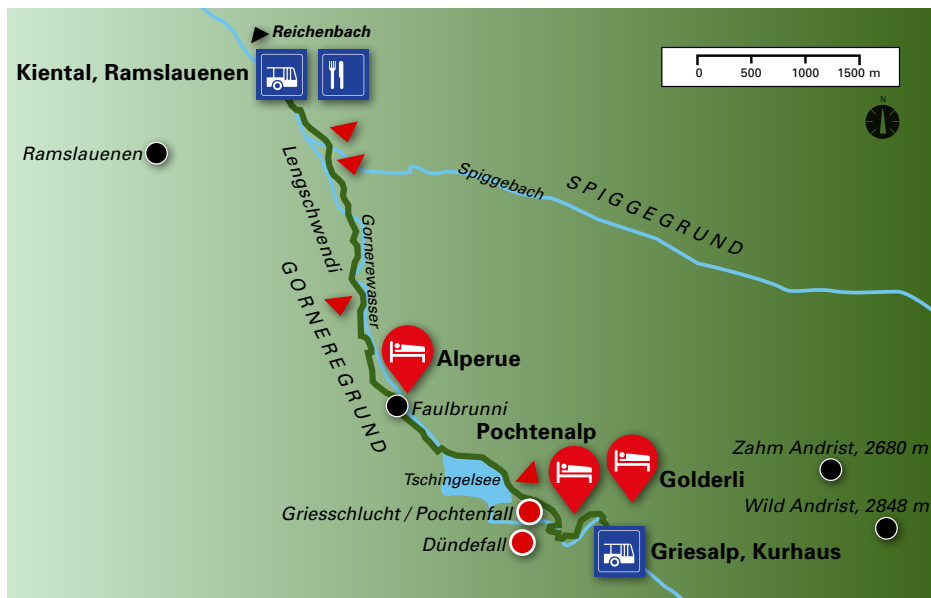 Reichenbach
Kiental, Ramslauenen
0 500 1000 1500 m
N
Ramslauenen
Lengschwendi
Spiggebach
SPIGGEGRUND
Gornerewasser
GORNEREGRUND
Alperue
Faulbrunni
Pochtenalp
Zahm Andrist, 2680 m
Tschingelsee
Golderli
Wild Andrist, 2848 m
Griesschlucht / Pochtenfall
Dündefall
Griesalp, Kurhaus